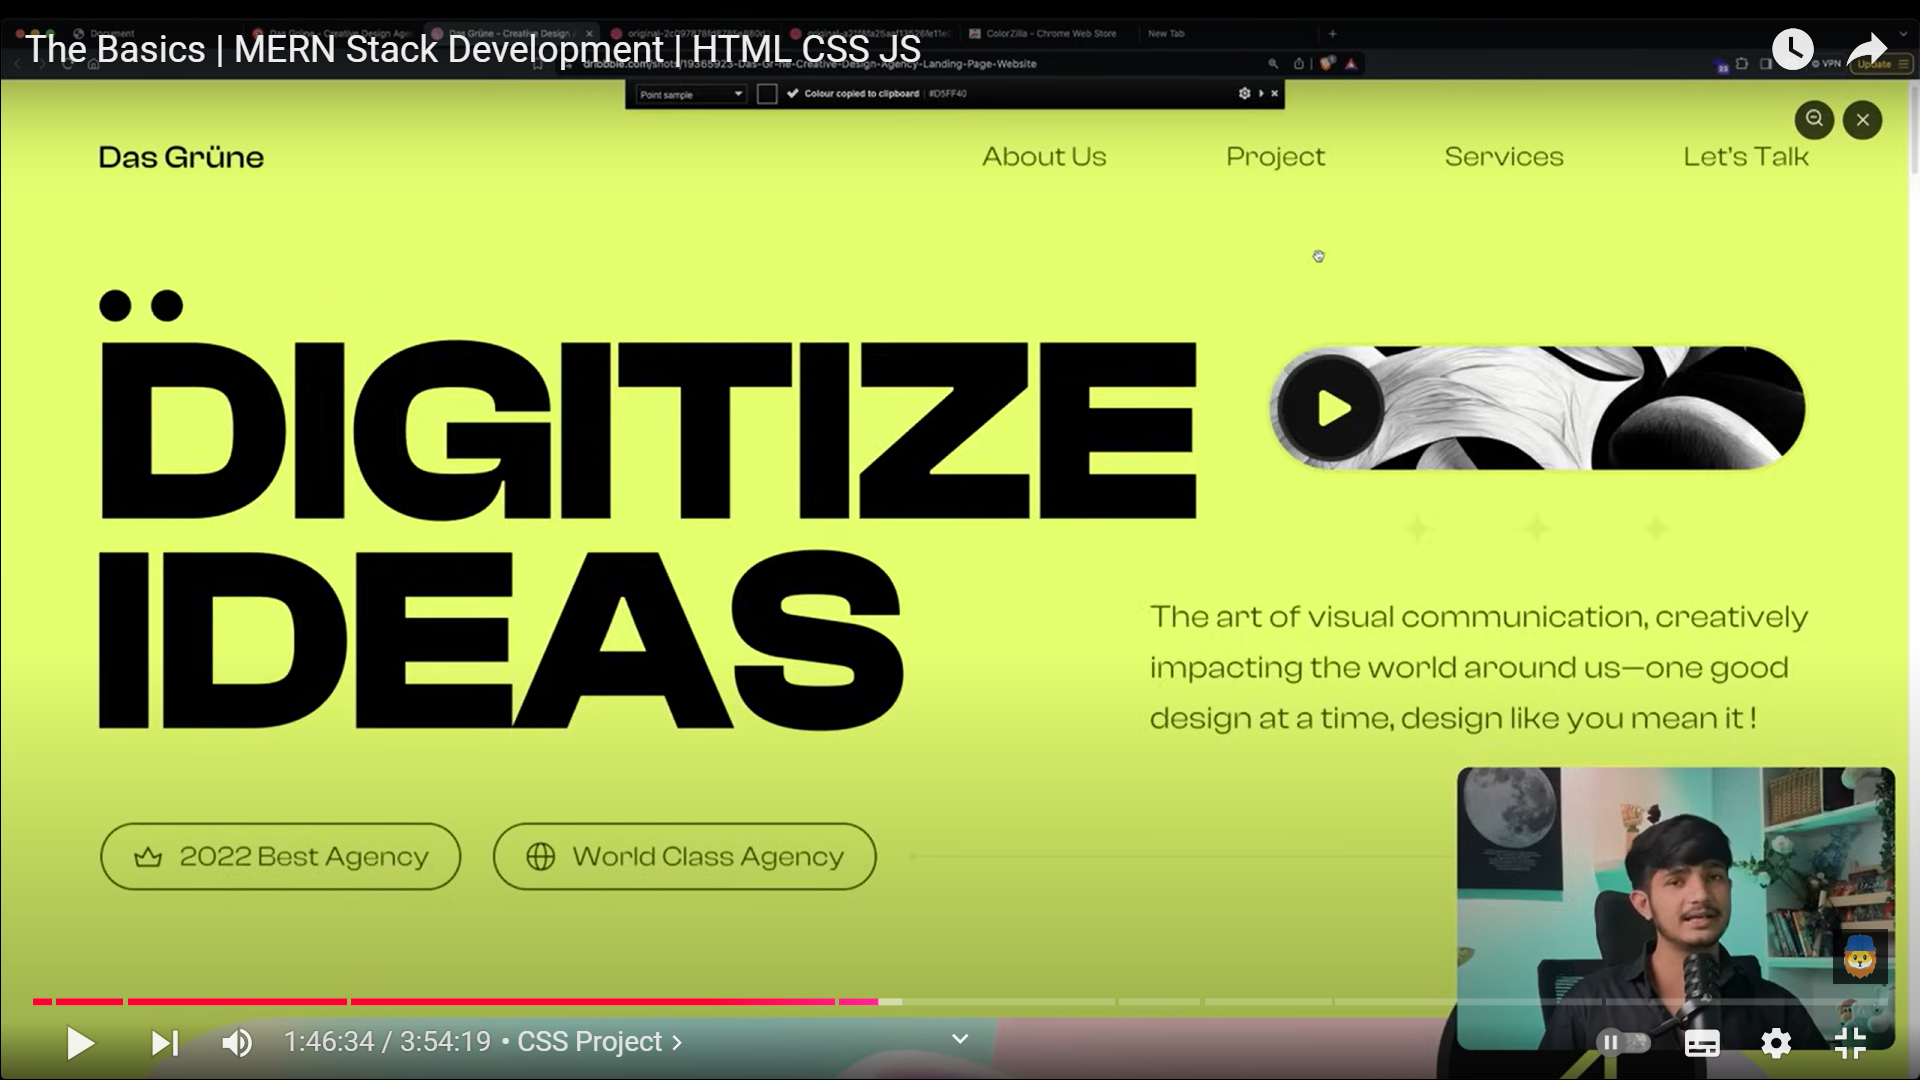 The Basics | MERN Stack Development | HTML CSS JS
Document
Das Grüne - Creative Design
ColorZilla - Chrome Web Store
New Tab
dribbble.com/shots/19365923-Das-Gr-ne-Creative-Design-Agency-Landing-Page-Website
VPN
Update
Point sample
Colour copied to clipboard | #D5FF40
Das Grüne
About Us
Project
Services
Let's Talk
DIGITIZE
IDEAS
The art of visual communication, creatively
impacting the world around us—one good
design at a time, design like you mean it !
2022 Best Agency
World Class Agency
1:46:34 / 3:54:19 • CSS Project